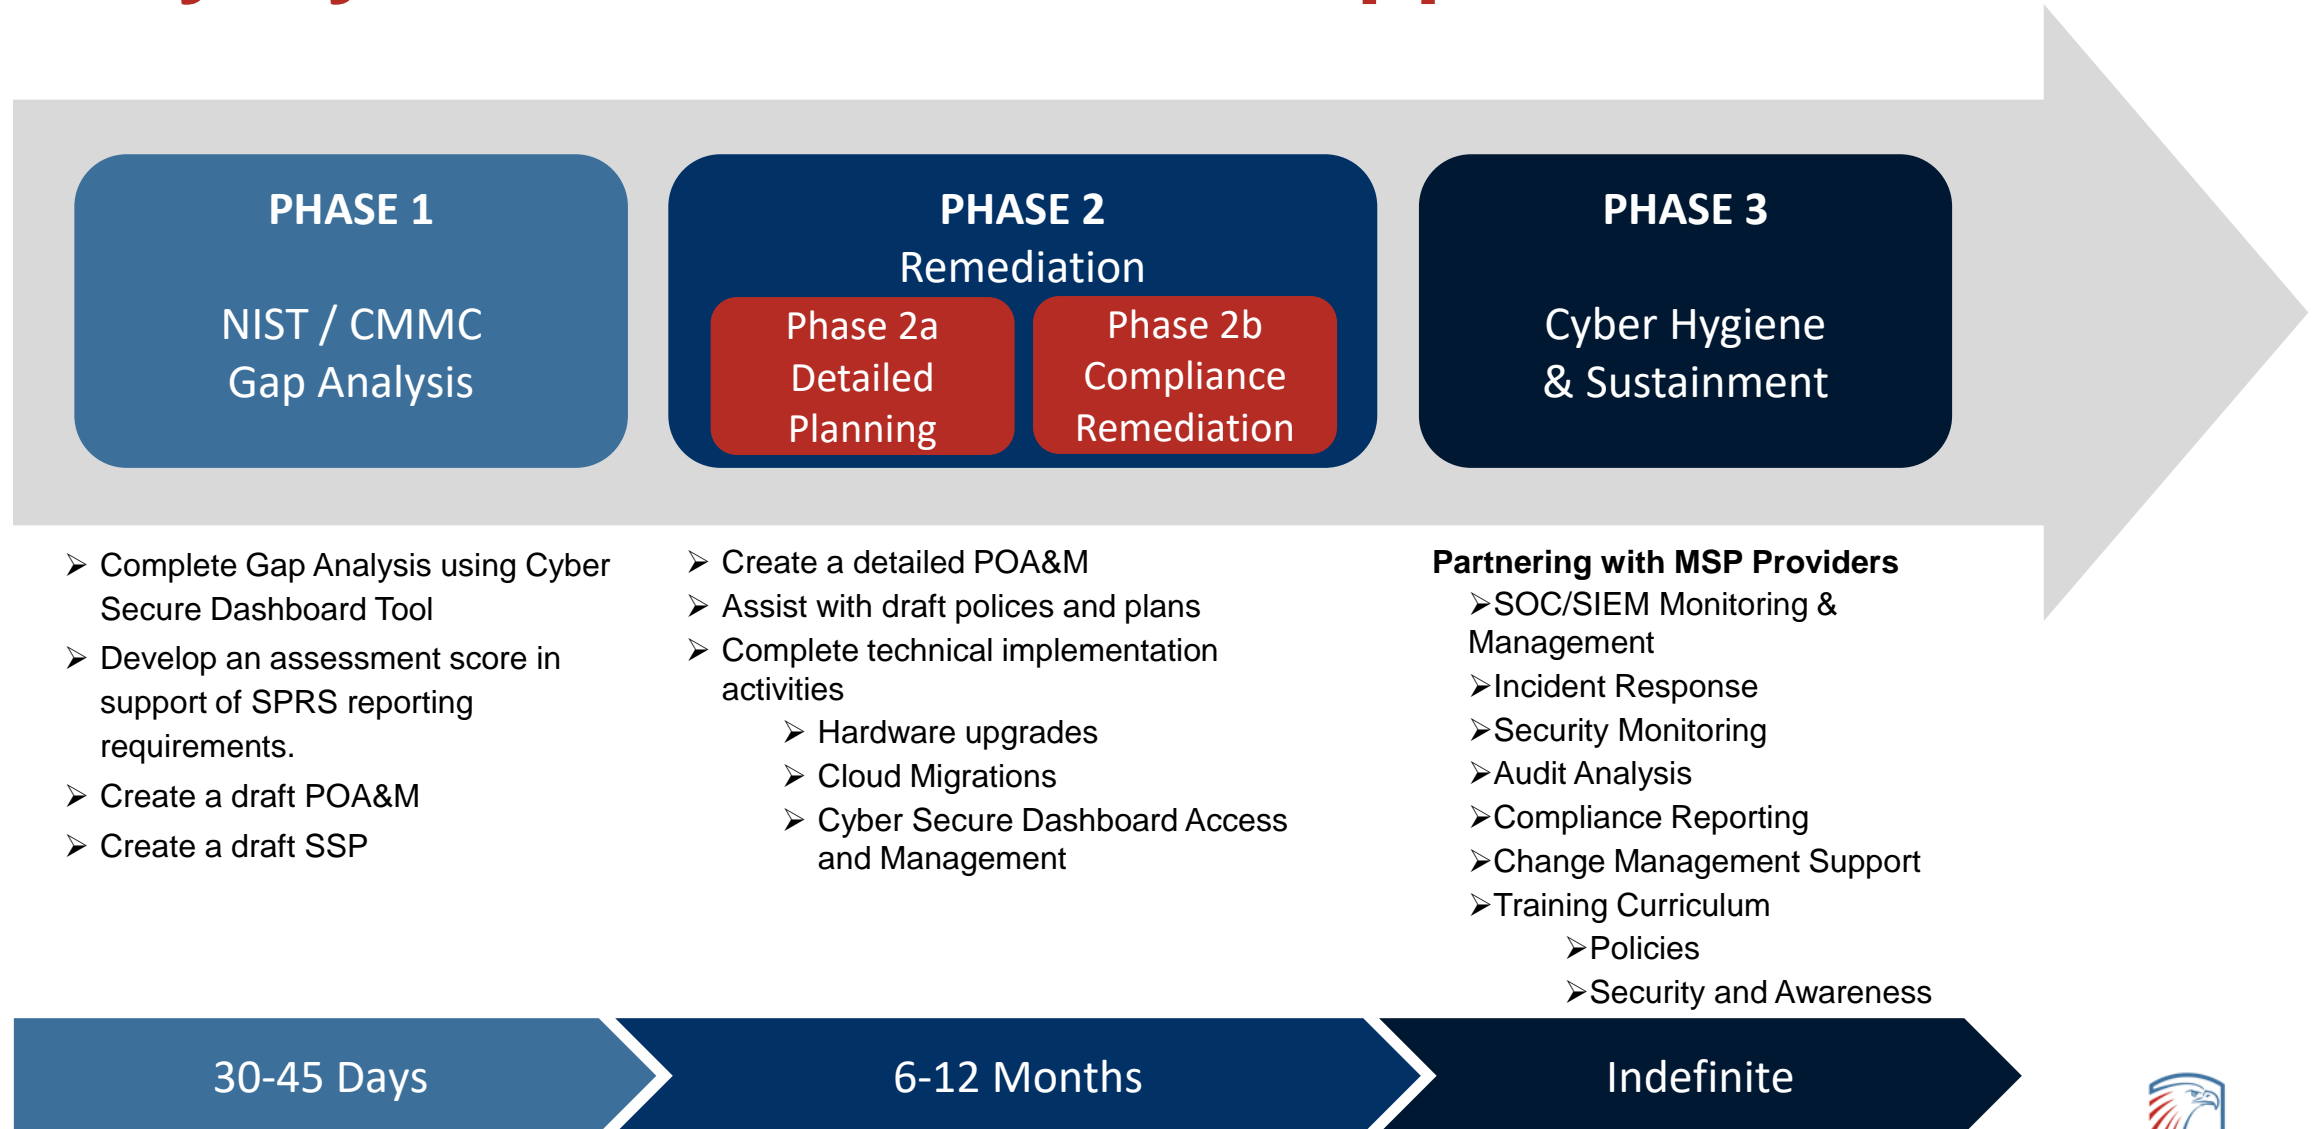 PHASE 1
NIST / CMMC
Gap Analysis
PHASE 2
Remediation
Phase 2a
Detailed
Planning
Phase 2b
Compliance
Remediation
PHASE 3
Cyber Hygiene
& Sustainment
➢ Complete Gap Analysis using Cyber
Secure Dashboard Tool
➢ Develop an assessment score in
support of SPRS reporting
requirements.
➢ Create a draft POA&M
➢ Create a draft SSP
➢ Create a detailed POA&M
➢ Assist with draft polices and plans
➢ Complete technical implementation
activities
➢ Hardware upgrades
➢ Cloud Migrations
➢ Cyber Secure Dashboard Access
and Management
Partnering with MSP Providers
➢SOC/SIEM Monitoring &
Management
➢Incident Response
➢Security Monitoring
➢Audit Analysis
➢Compliance Reporting
➢Change Management Support
➢Training Curriculum
➢Policies
➢Security and Awareness
30-45 Days
6-12 Months
Indefinite